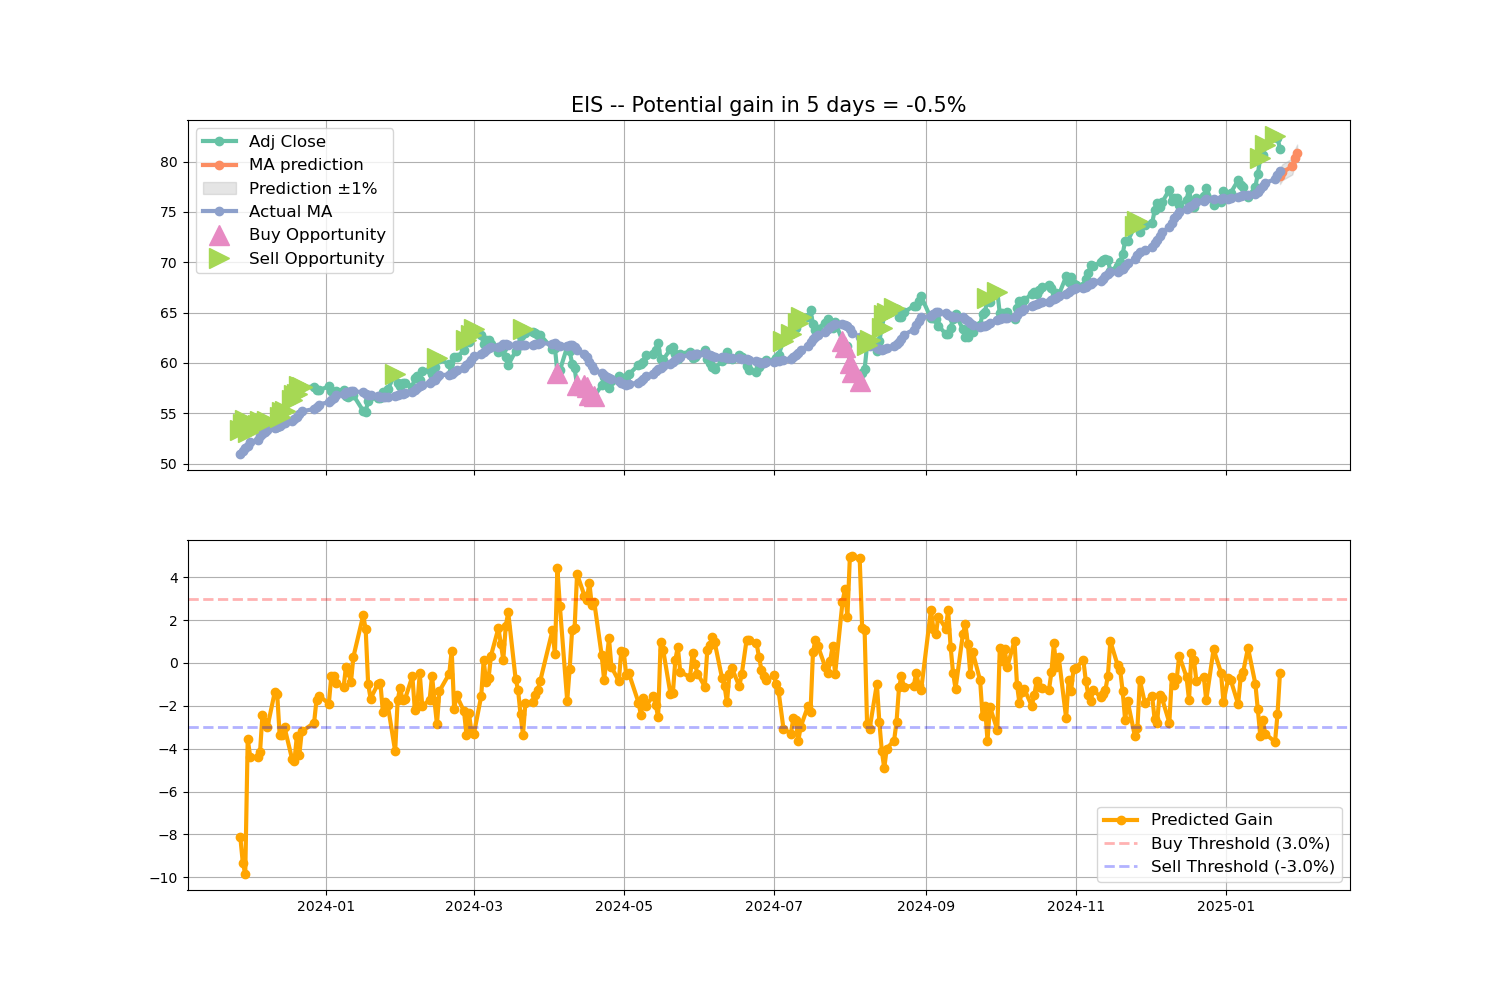 EIS -- Potential gain in 5 days = -0.5%
Adj Close
MA prediction
Prediction ±1%
Actual MA
Buy Opportunity
Sell Opportunity
80
75
70
65
60
55
50
4
2
0
−2
−4
−6
−8
−10
Predicted Gain
Buy Threshold (3.0%)
Sell Threshold (-3.0%)
2024-01 2024-03 2024-05 2024-07 2024-09 2024-11 2025-01